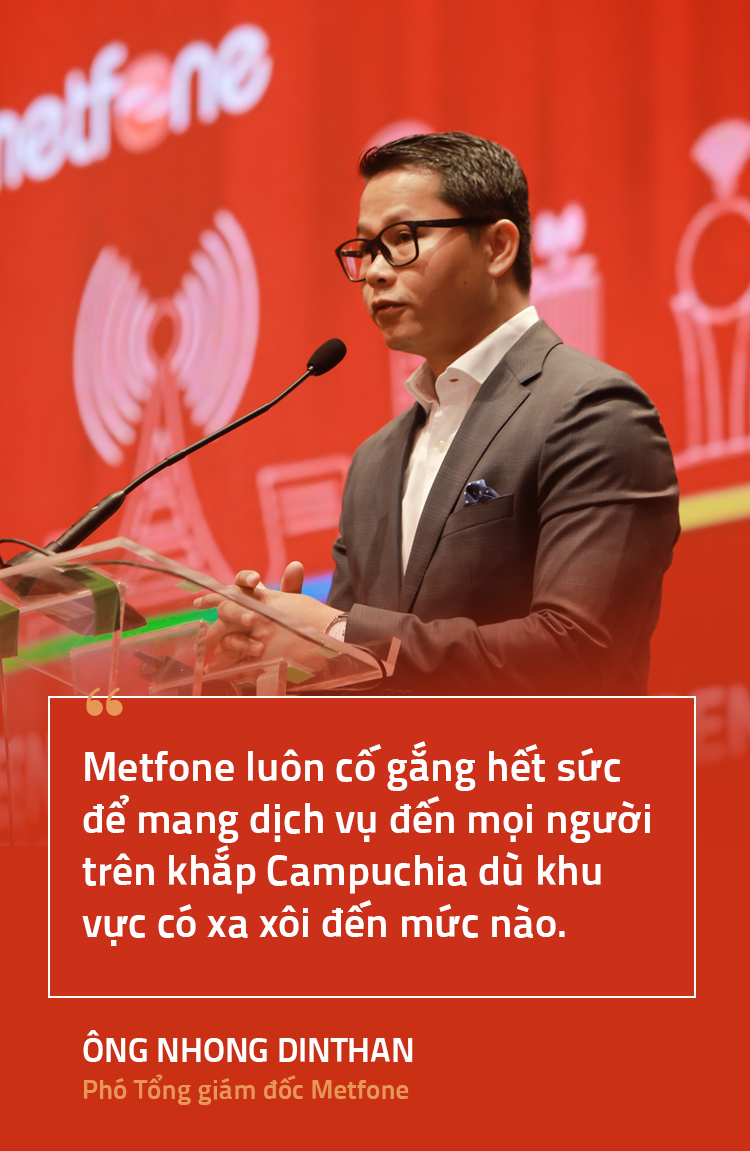 metfone
“
Metfone luôn cố gắng hết sức
để mang dịch vụ đến mọi người
trên khắp Campuchia dù khu
vực có xa xôi đến mức nào.
ÔNG NHONG DINTHAN
Phó Tổng giám đốc Metfone